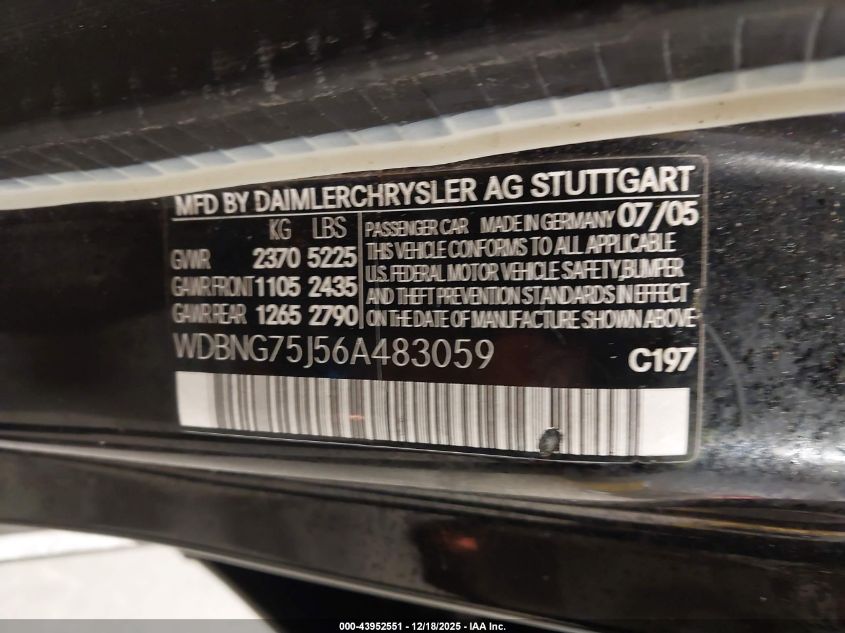 MFD BY DAIMLERCHRYSLER AG STUTTGART
KG LBS
GVWR 2370 5225
GAWR FRONT 1105 2435
GAWR REAR 1265 2790
PASSENGER CAR MADE IN GERMANY 07/05
THIS VEHICLE CONFORMS TO ALL APPLICABLE
U.S. FEDERAL MOTOR VEHICLE SAFETY, BUMPER
AND THEFT PREVENTION STANDARDS IN EFFECT
ON THE DATE OF MANUFACTURE SHOWN ABOVE
WDBNG75J56A483059 C197
000-43952551 - 12/18/2025 - IAA Inc.